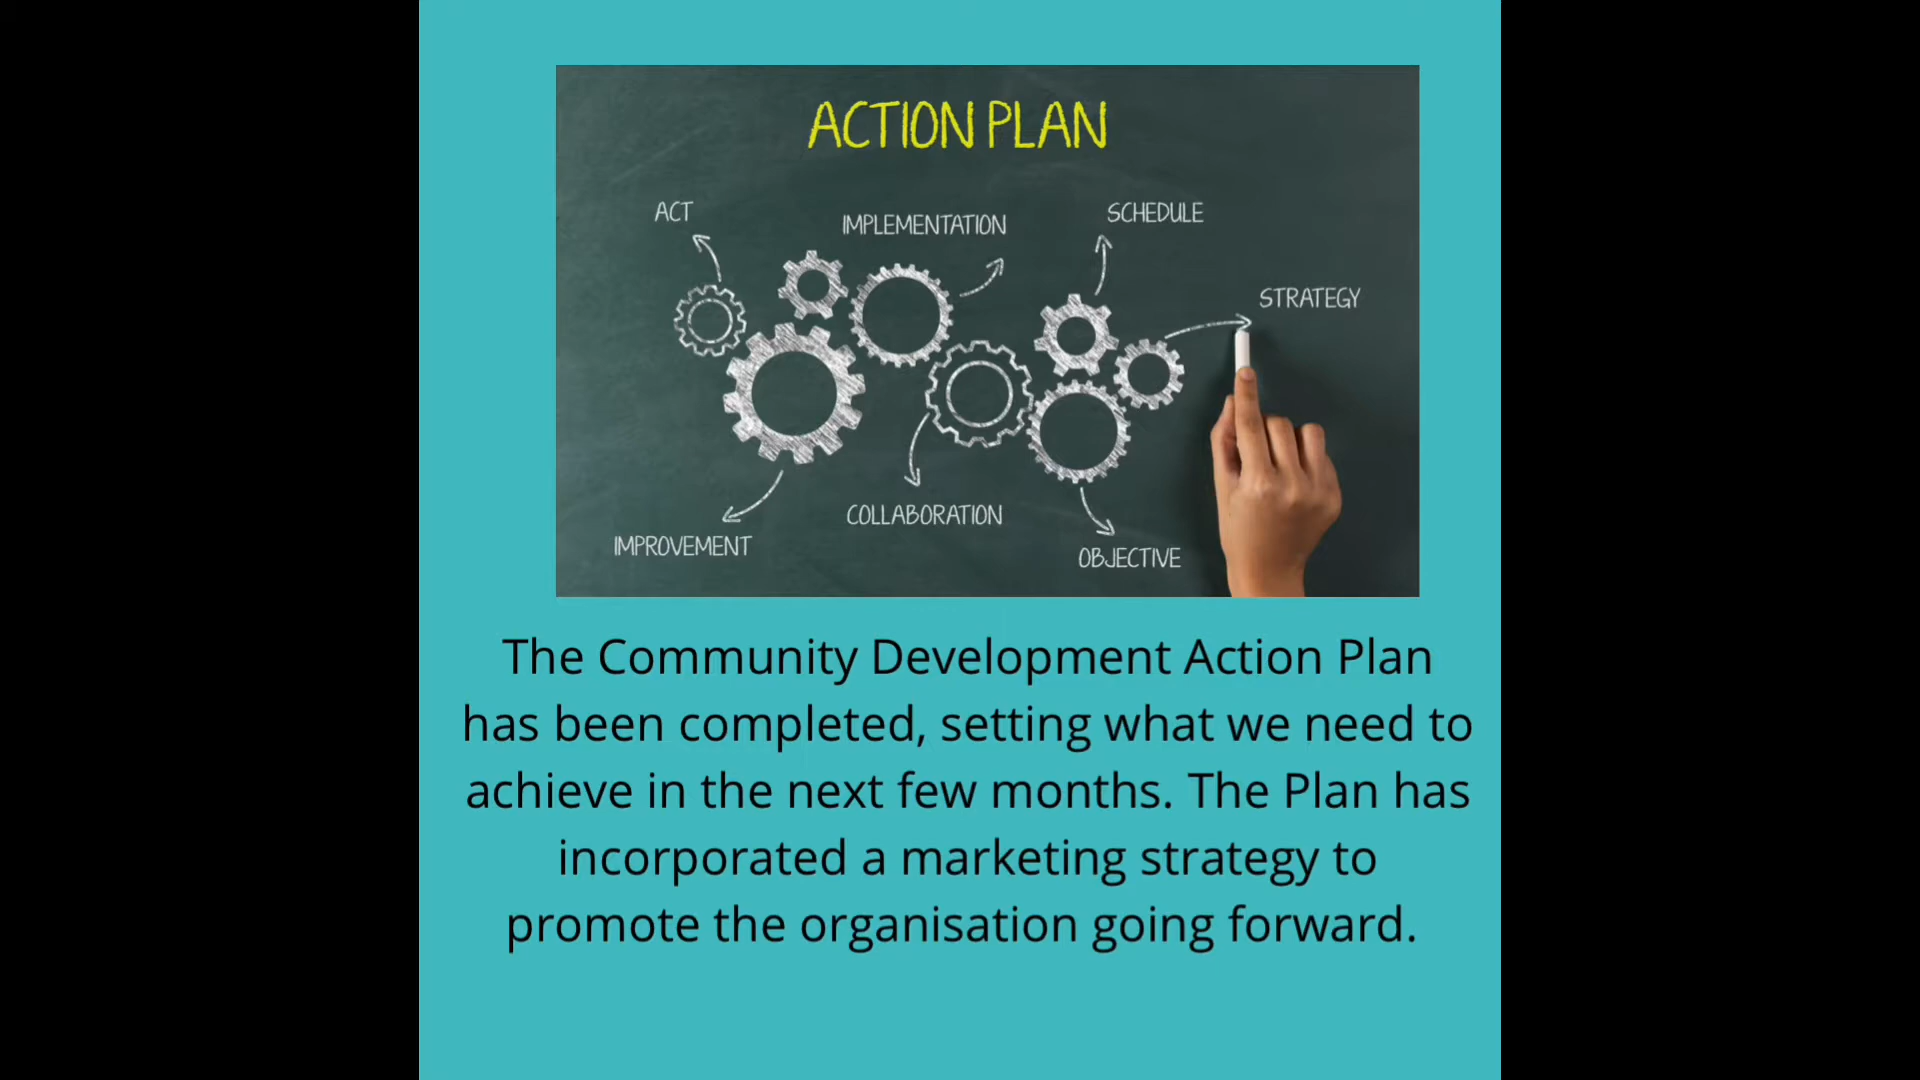 ACTION PLAN
ACT
IMPLEMENTATION
SCHEDULE
STRATEGY
COLLABORATION
IMPROVEMENT
OBJECTIVE
The Community Development Action Plan
has been completed, setting what we need to
achieve in the next few months. The Plan has
incorporated a marketing strategy to
promote the organisation going forward.